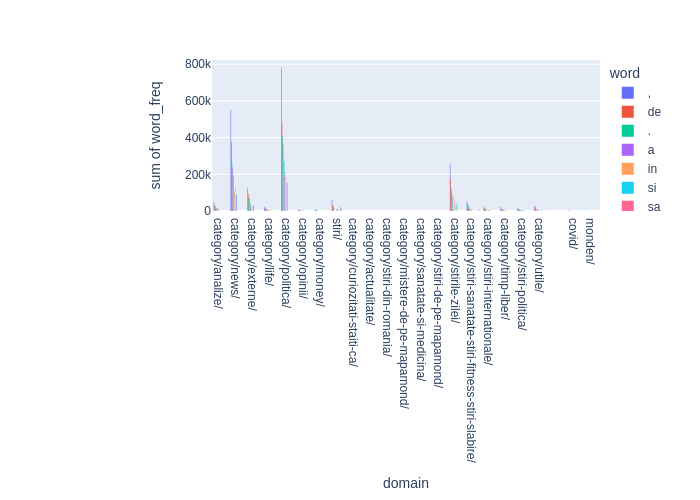 800k
600k
400k
200k
0
sum of word_freq
category/analize/
category/news/
category/externe/
category/life/
category/politica/
category/opinii/
category/money/
stiri/
category/curiozitati-staiti-ca/
category/actualitate/
category/stiri-din-romania/
category/mistere-de-pe-mapamond/
category/sanatate-si-medicina/
category/stiri-de-pe-mapamond/
category/stirile-zilei/
category/stiri-sanatate-stiri-fitness-stiri-slabire/
category/stiri-internationale/
category/timp-liber/
category/stiri-politica/
category/utile/
covid/
monden/
domain
word
,
de
.
a
in
si
sa